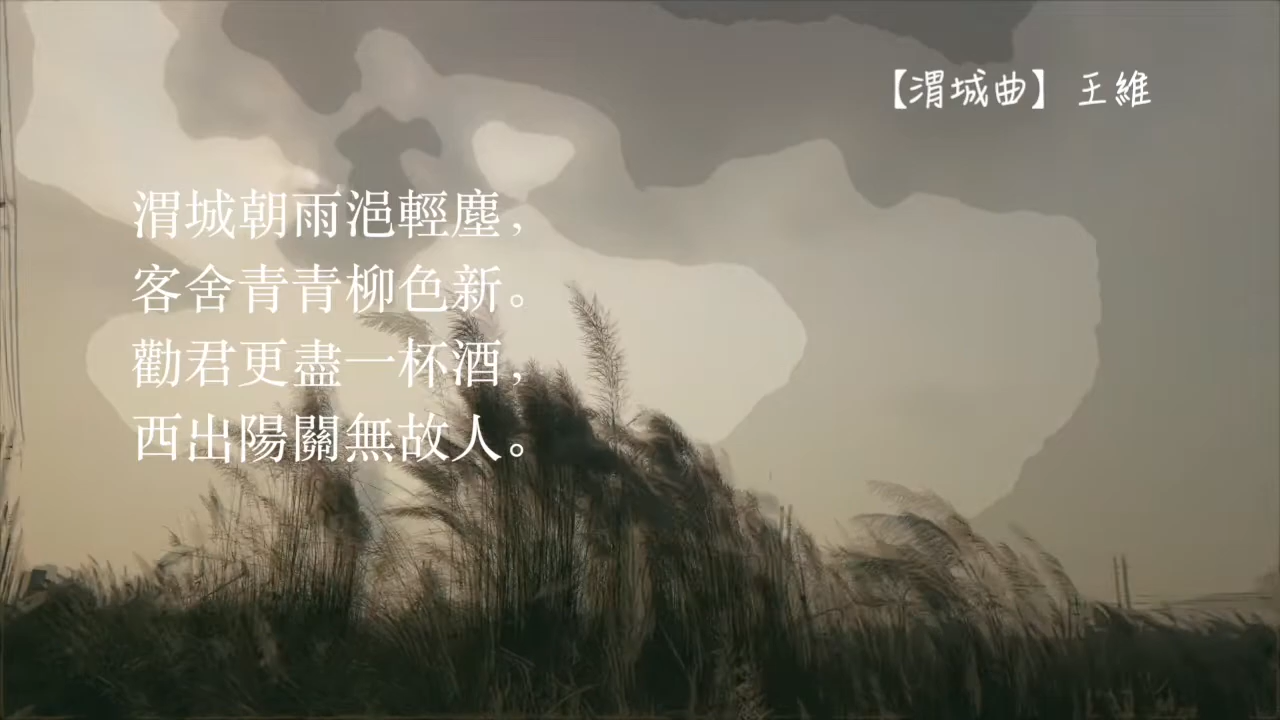 【渭城曲】 王維
渭城朝雨浥輕塵，
客舍青青柳色新。
勸君更盡一杯酒，
西出陽關無故人。